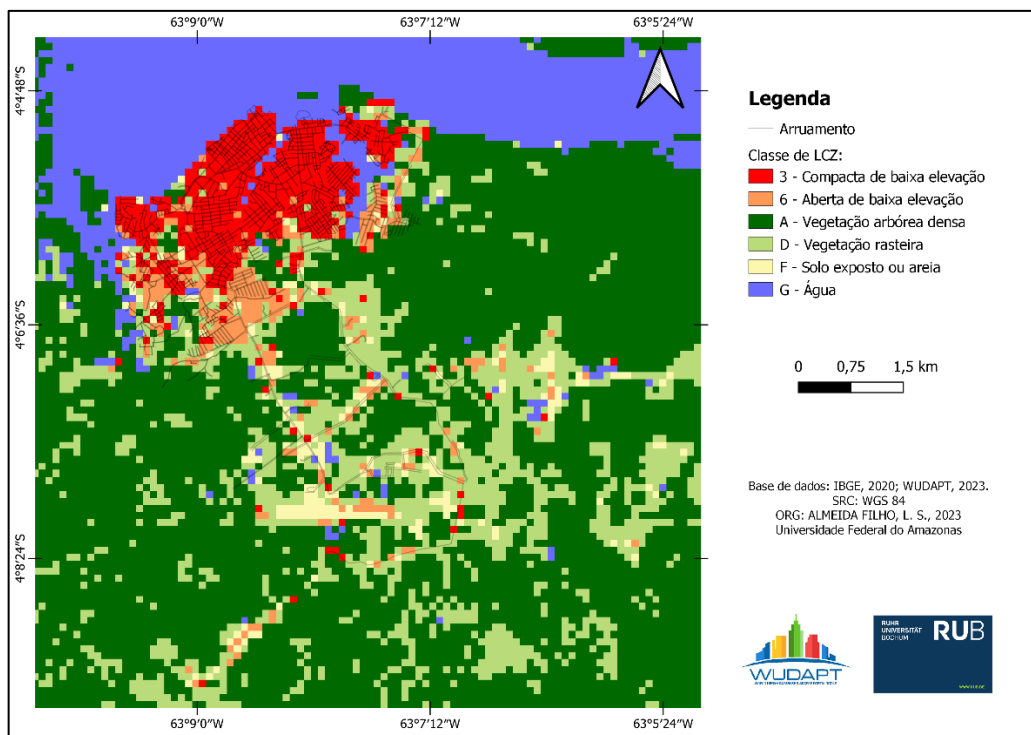 63°9′0″W 63°7′12″W 63°5′24″W
4°4′48″S
4°6′36″S
4°8′24″S
63°9′0″W 63°7′12″W 63°5′24″W
Legenda
Arruamento
Classe de LCZ:
3 - Compacta de baixa elevação
6 - Aberta de baixa elevação
A - Vegetação arbórea densa
D - Vegetação rasteira
F - Solo exposto ou areia
G - Água
0 0,75 1,5 km
Base de dados: IBGE, 2020; WUDAPT, 2023.
SRC: WGS 84
ORG: ALMEIDA FILHO, L. S., 2023
Universidade Federal do Amazonas
WUDAPT
RUHR
UNIVERSITÄT
BOCHUM
RUB